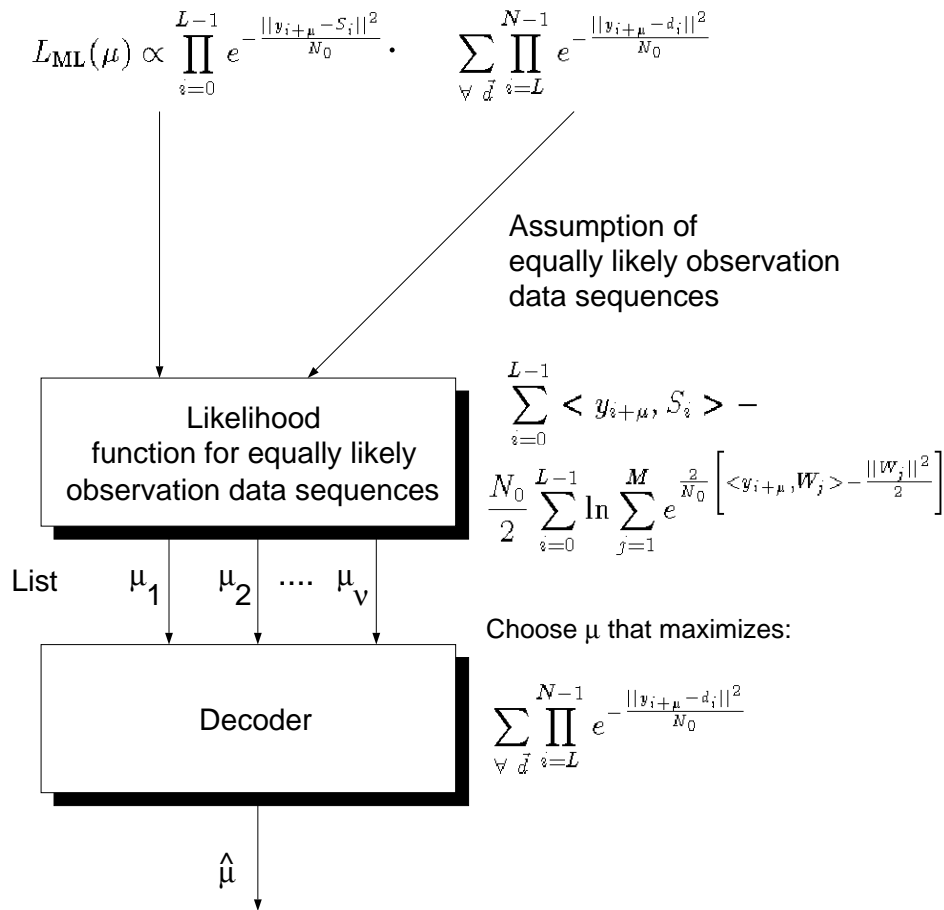 L_ML(μ) ∝ ∏_{i=0}^{L−1} e^{−||y_{i+μ}−S_i||²/N_0} · ∑_{∀ d⃗} ∏_{i=L}^{N−1} e^{−||y_{i+μ}−d_i||²/N_0}
Assumption of
equally likely observation
data sequences
Likelihood
function for equally likely
observation data sequences
∑_{i=0}^{L−1} < y_{i+μ}, S_i > −
N_0/2 ∑_{i=0}^{L−1} ln ∑_{j=1}^{M} e^{2/N_0 [<y_{i+μ},W_j>−||W_j||²/2]}
List μ_1 μ_2 .... μ_ν
Choose μ that maximizes:
Decoder
∑_{∀ d⃗} ∏_{i=L}^{N−1} e^{−||y_{i+μ}−d_i||²/N_0}
μ̂